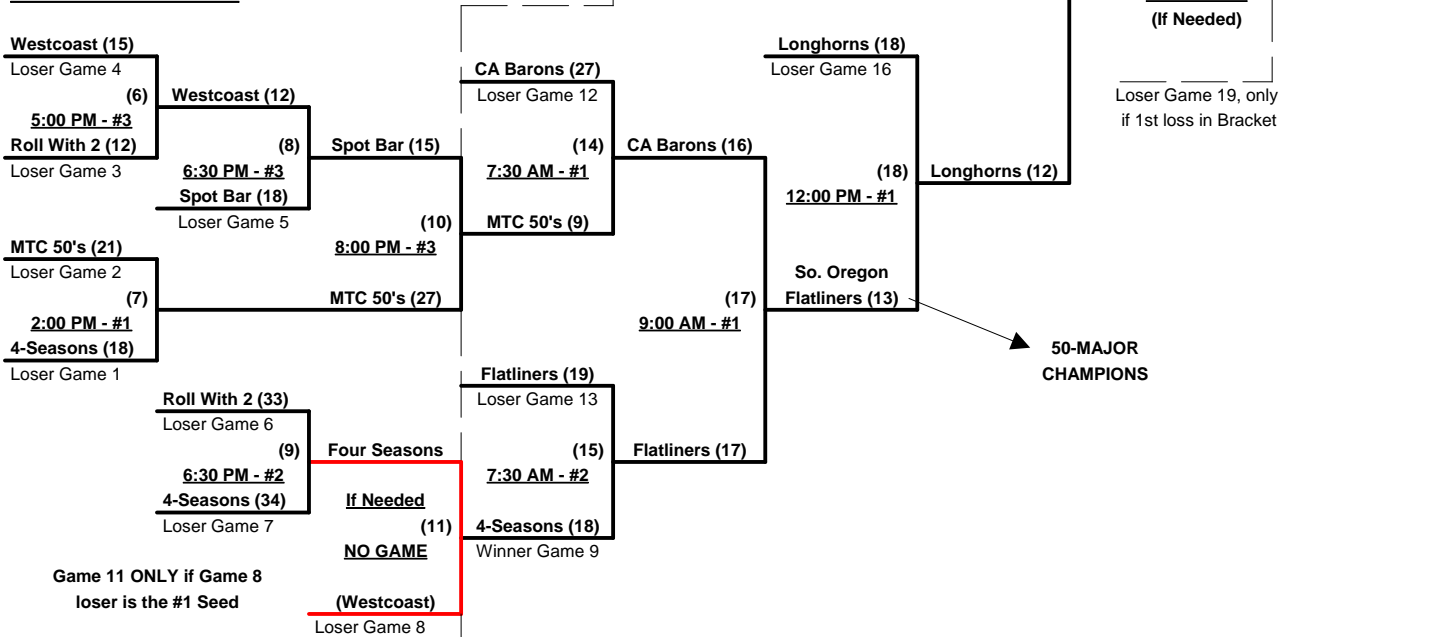 (If Needed)
Westcoast (15)
Longhorns (18)
Loser Game 4
CA Barons (27)
Loser Game 16
(6)
Westcoast (12)
Loser Game 12
Loser Game 19, only
if 1st loss in Bracket
5:00 PM - #3
Roll With 2 (12)
(8)
Spot Bar (15)
(14)
CA Barons (16)
Loser Game 3
6:30 PM - #3
7:30 AM - #1
(18)
Longhorns (12)
Spot Bar (18)
12:00 PM - #1
Loser Game 5
(10)
MTC 50's (9)
MTC 50's (21)
8:00 PM - #3
Loser Game 2
So. Oregon
(7)
MTC 50's (27)
(17)
Flatliners (13)
2:00 PM - #1
9:00 AM - #1
4-Seasons (18)
50-MAJOR
CHAMPIONS
Loser Game 1
Flatliners (19)
Roll With 2 (33)
Loser Game 13
Loser Game 6
(9)
Four Seasons
(15)
Flatliners (17)
6:30 PM - #2
7:30 AM - #2
4-Seasons (34)
If Needed
Loser Game 7
(11)
4-Seasons (18)
NO GAME
Winner Game 9
Game 11 ONLY if Game 8
loser is the #1 Seed
(Westcoast)
Loser Game 8